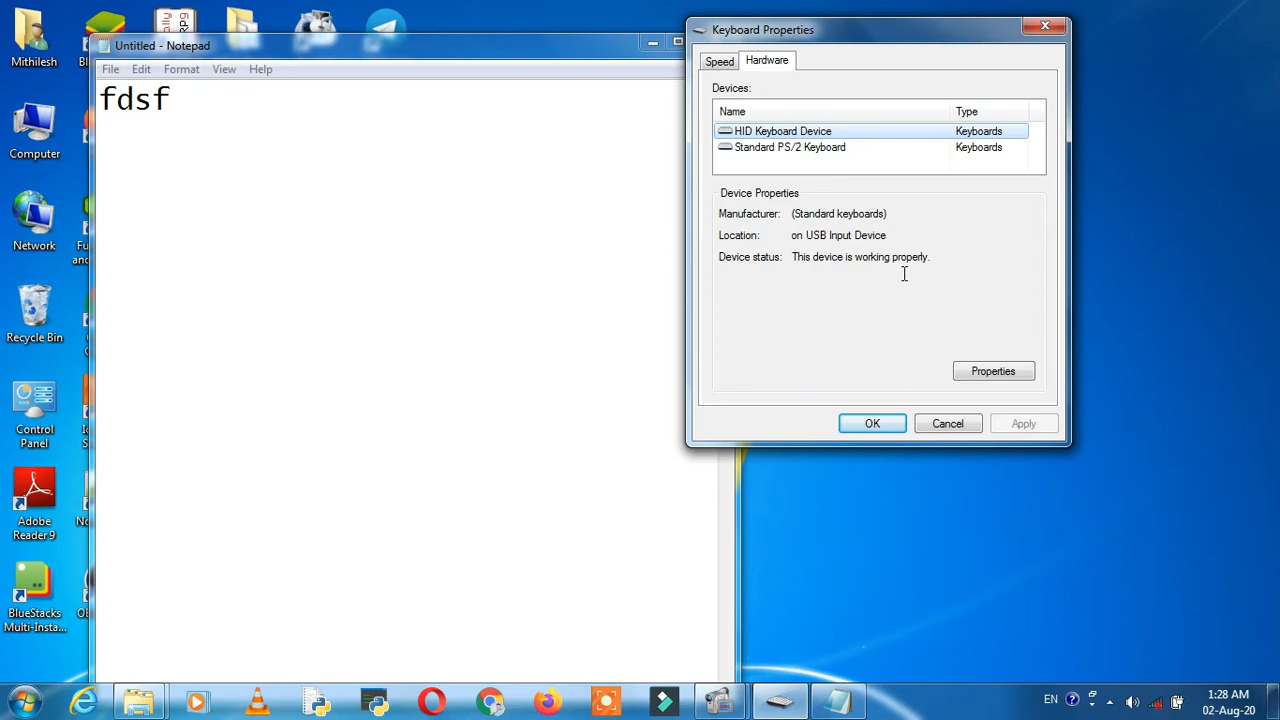 Mithilesh
Computer
Network
Recycle Bin
Control
Panel
Adobe
Reader 9
BlueStacks
Multi-Insta...
Untitled - Notepad
File Edit Format View Help
fdsf
Keyboard Properties
Speed Hardware
Devices:
Name Type
HID Keyboard Device Keyboards
Standard PS/2 Keyboard Keyboards
Device Properties
Manufacturer: (Standard keyboards)
Location: on USB Input Device
Device status: This device is working properly.
Properties
OK Cancel Apply
EN
1:28 AM
02-Aug-20